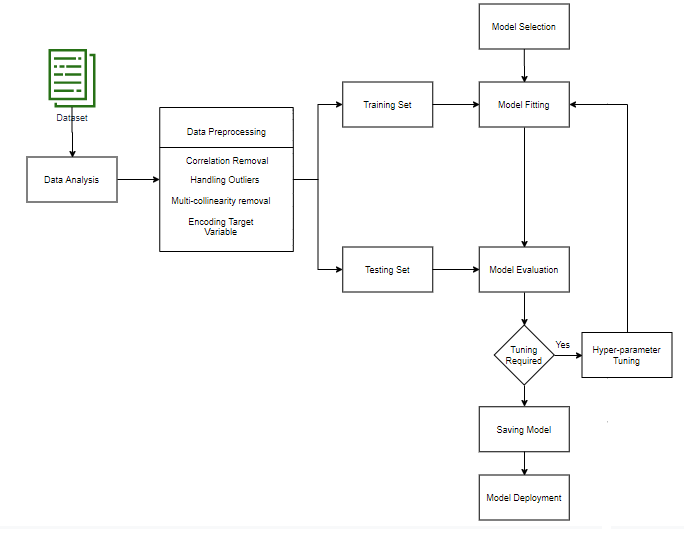 Model Selection
Dataset
Data Analysis
Data Preprocessing
Correlation Removal
Handling Outliers
Multi-collinearity removal
Encoding Target
Variable
Training Set
Model Fitting
Testing Set
Model Evaluation
Tuning
Required
Yes
Hyper-parameter
Tuning
Saving Model
Model Deployment